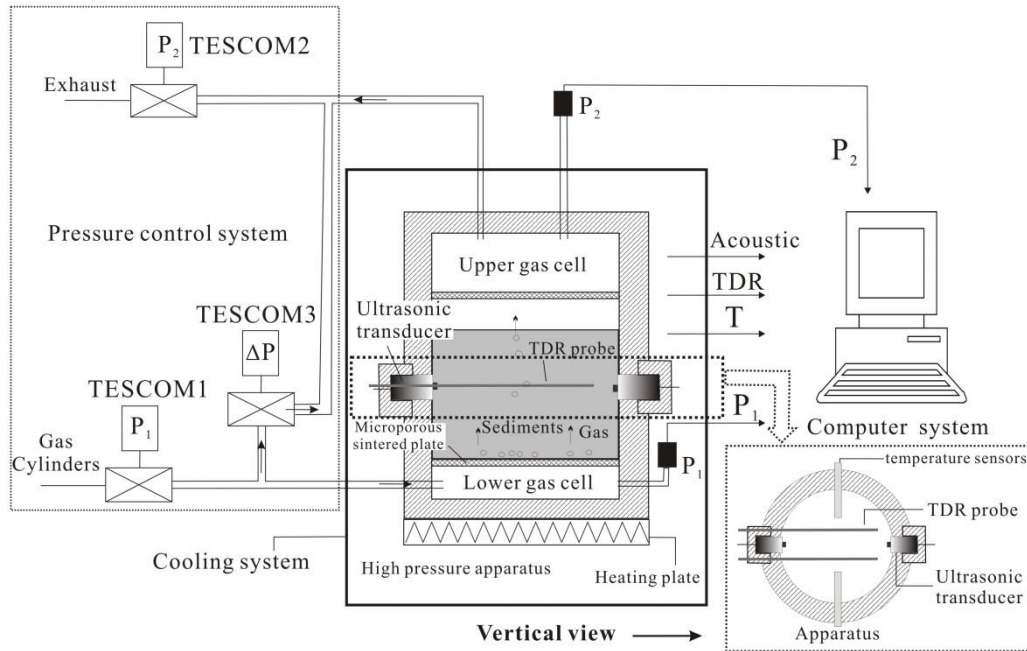 P2
TESCOM2
Exhaust
P2
P2
Pressure control system
Upper gas cell
Acoustic
TDR
T
TESCOM3
ΔP
Ultrasonic
transducer
TDR probe
TESCOM1
P1
Microporous
sintered plate
Sediments
Gas
P1
Computer system
Gas
Cylinders
P1
Lower gas cell
temperature sensors
TDR probe
Cooling system
High pressure apparatus
Heating plate
Ultrasonic
transducer
Apparatus
Vertical view